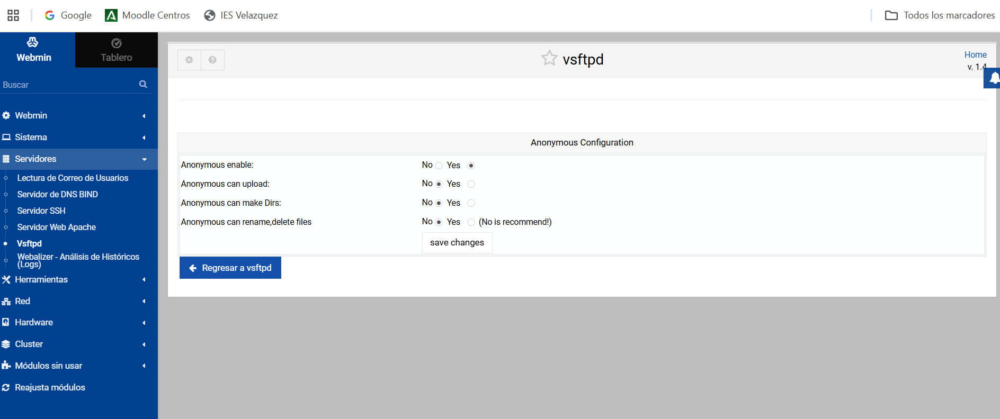 Google
Moodle Centros
IES Velazquez
Todos los marcadores
Webmin
Tablero
Buscar
Webmin
Sistema
Servidores
Lectura de Correo de Usuarios
Servidor de DNS BIND
Servidor SSH
Servidor Web Apache
Vsftpd
Webalizer - Análisis de Históricos
(Logs)
Herramientas
Red
Hardware
Cluster
Módulos sin usar
Reajusta módulos
vsftpd
Home
v. 1.4
Anonymous Configuration
Anonymous enable: No Yes
Anonymous can upload: No Yes
Anonymous can make Dirs: No Yes
Anonymous can rename,delete files No Yes (No is recommend!)
save changes
Regresar a vsftpd